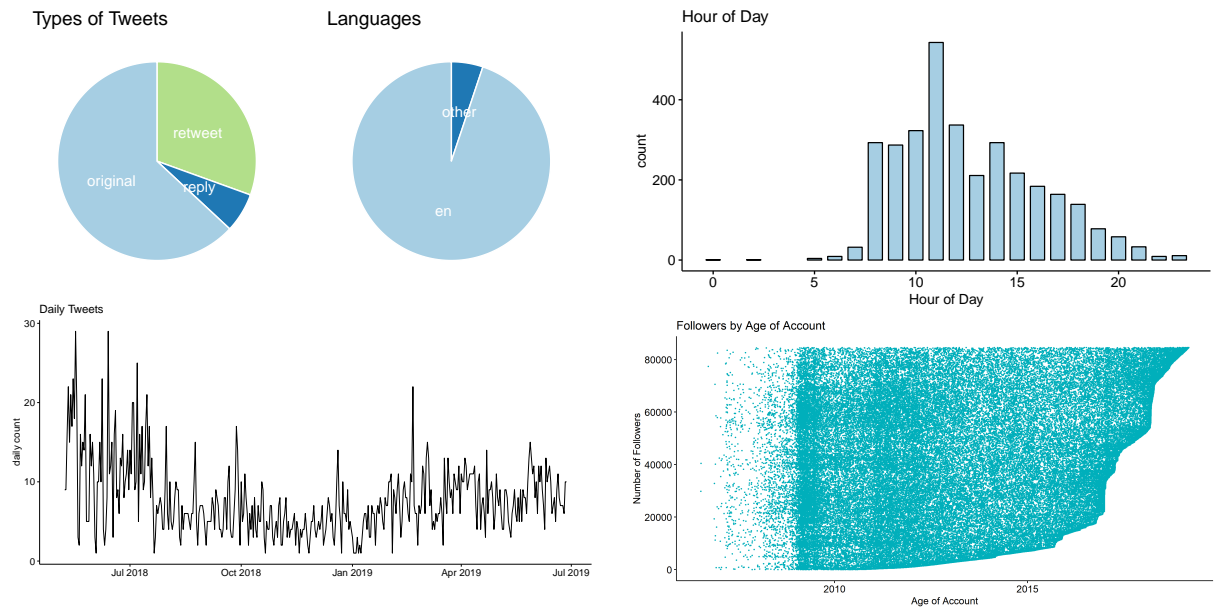 Types of Tweets
retweet
reply
original
Languages
other
en
Hour of Day
count
400
200
0
0 5 10 15 20
Hour of Day
Daily Tweets
daily count
30
20
10
0
Jul 2018 Oct 2018 Jan 2019 Apr 2019 Jul 2019
Followers by Age of Account
Number of Followers
80000
60000
40000
20000
0
2010 2015
Age of Account